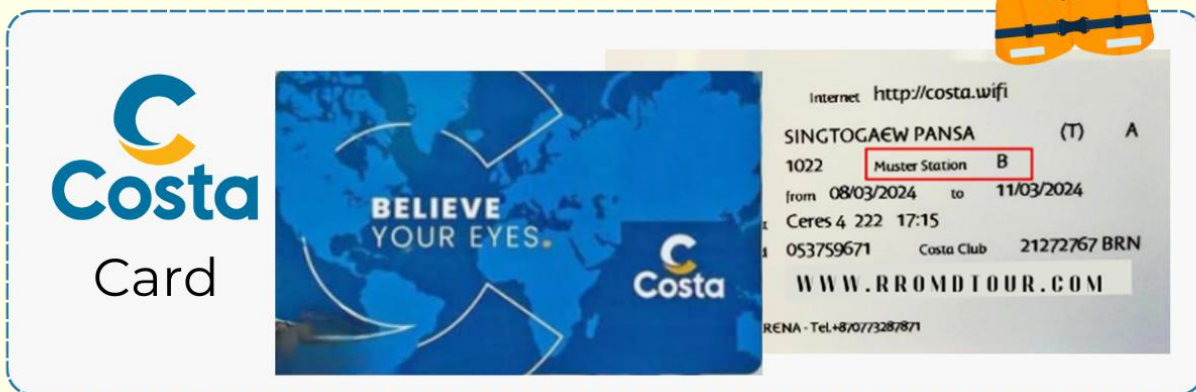 Costa
Card
BELIEVE
YOUR EYES.
Costa
Internet http://costa.wifi
SINGTOGAEW PANSA (T) A
1022 Muster Station B
from 08/03/2024 to 11/03/2024
Ceres 4 222 17:15
053759671 Costa Club 21272767 BRN
WWW.RROMDTOUR.COM
RENA - Tel.+870773287871